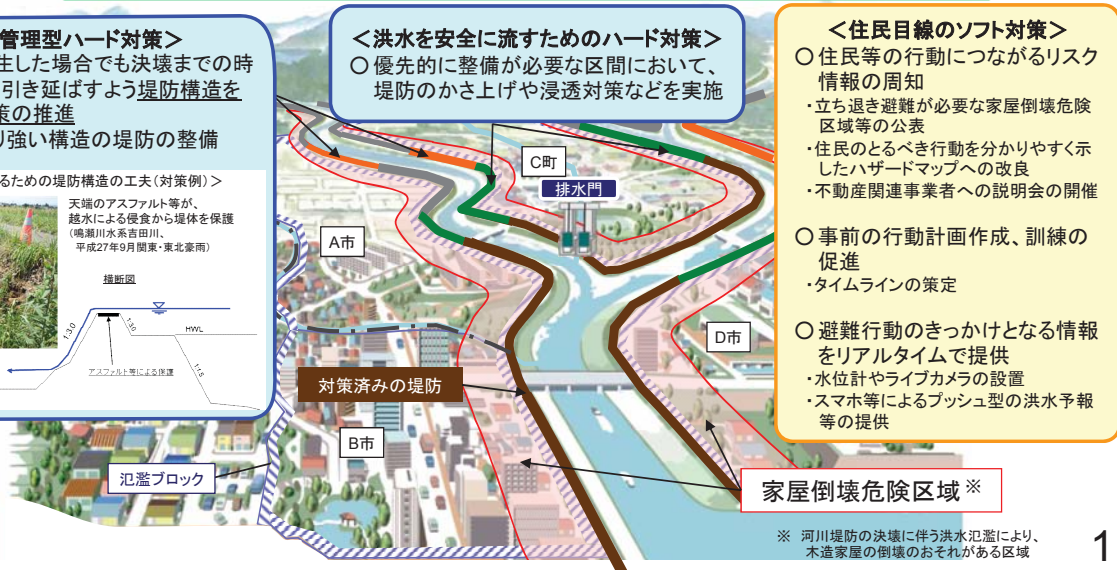 管理型ハード対策>
生した場合でも決壊までの時
引き延ばすよう堤防構造を
策の推進
り強い構造の堤防の整備
るための堤防構造の工夫(対策例)>
天端のアスファルト等が、
越水による侵食から堤体を保護
(鳴瀬川水系吉田川、
平成27年9月関東・東北豪雨)
横断図
1:3.0
1:3.0
HWL
1:1.5
アスファルト等による保護
<洪水を安全に流すためのハード対策>
○優先的に整備が必要な区間において、
堤防のかさ上げや浸透対策などを実施
<住民目線のソフト対策>
○住民等の行動につながるリスク
情報の周知
・立ち退き避難が必要な家屋倒壊危険
区域等の公表
・住民のとるべき行動を分かりやすく示
したハザードマップへの改良
・不動産関連事業者への説明会の開催
○事前の行動計画作成、訓練の
促進
・タイムラインの策定
○避難行動のきっかけとなる情報
をリアルタイムで提供
・水位計やライブカメラの設置
・スマホ等によるプッシュ型の洪水予報
等の提供
C町
排水門
A市
D市
対策済みの堤防
B市
氾濫ブロック
家屋倒壊危険区域※
※ 河川堤防の決壊に伴う洪水氾濫により、
木造家屋の倒壊のおそれがある区域
1